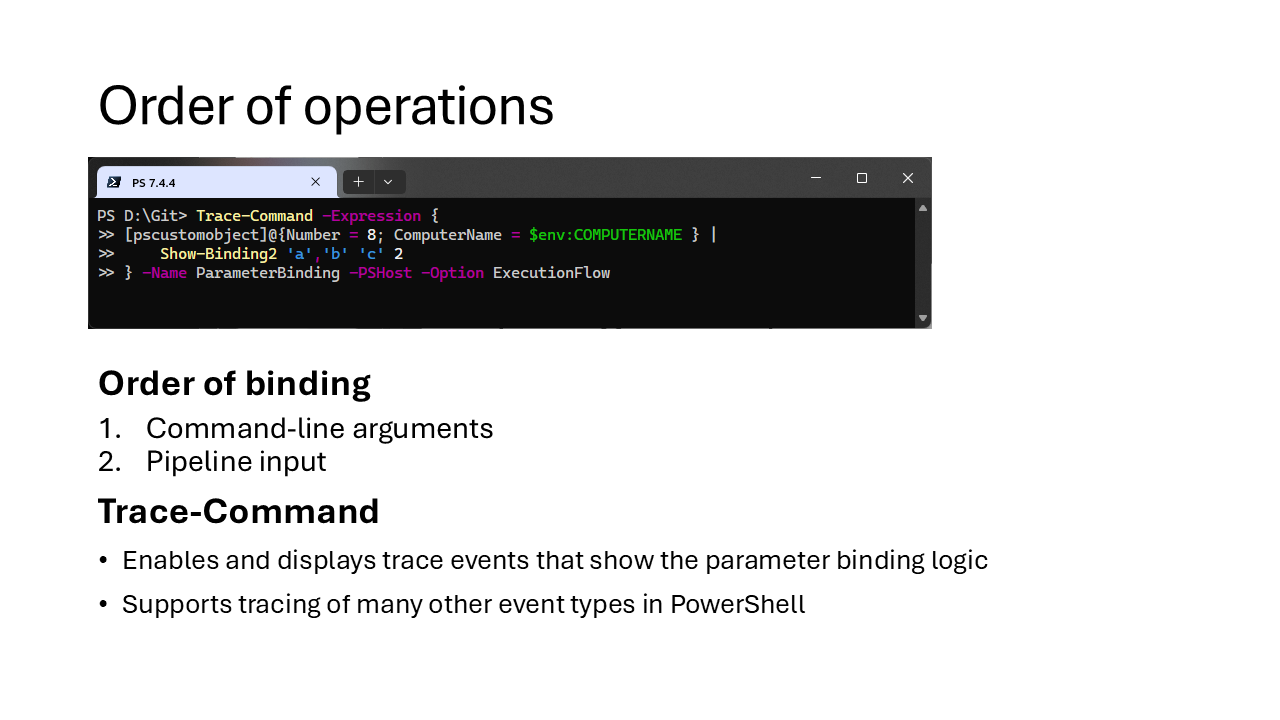 Order of operations
PS 7.4.4
PS D:\Git> Trace-Command -Expression {
>> [pscustomobject]@{Number = 8; ComputerName = $env:COMPUTERNAME } |
>>     Show-Binding2 'a','b' 'c' 2
>> } -Name ParameterBinding -PSHost -Option ExecutionFlow
Order of binding
1. Command-line arguments
2. Pipeline input
Trace-Command
• Enables and displays trace events that show the parameter binding logic
• Supports tracing of many other event types in PowerShell